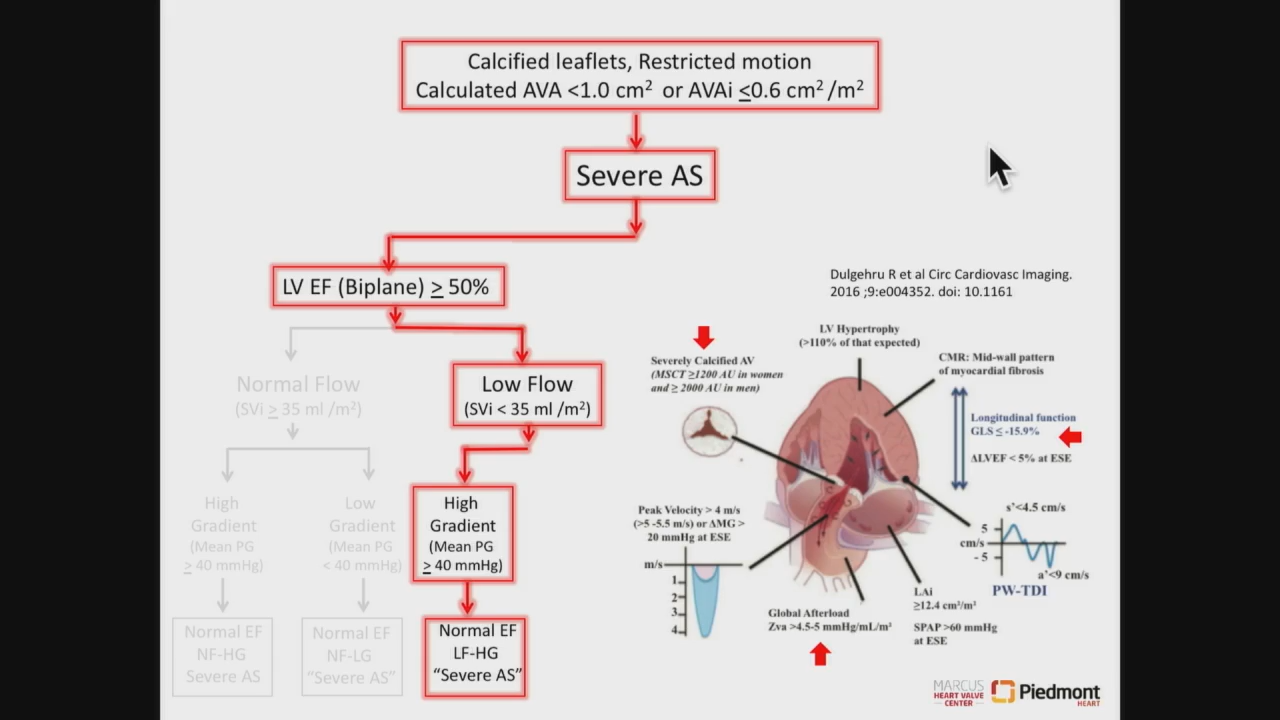 Calcified leaflets, Restricted motion
Calculated AVA <1.0 cm² or AVAi ≤0.6 cm²/m²
Severe AS
LV EF (Biplane) ≥ 50%
Normal Flow
(SVi ≥ 35 ml /m²)
Low Flow
(SVi < 35 ml /m²)
High
Gradient
(Mean PG
≥ 40 mmHg)
Low
Gradient
(Mean PG
< 40 mmHg)
High
Gradient
(Mean PG
≥ 40 mmHg)
Normal EF
NF-HG
Severe AS
Normal EF
NF-LG
“Severe AS”
Normal EF
LF-HG
“Severe AS”
Dulgehru R et al Circ Cardiovasc Imaging.
2016 ;9:e004352. doi: 10.1161
LV Hypertrophy
(>110% of that expected)
Severely Calcified AV
(MSCT ≥1200 AU in women
and ≥ 2000 AU in men)
CMR: Mid-wall pattern
of myocardial fibrosis
Longitudinal function
GLS ≤ -15.9%
ΔLVEF < 5% at ESE
Peak Velocity > 4 m/s
(>5 -5.5 m/s) or ΔMG >
20 mmHg at ESE
m/s
1
2
3
4
s'<4.5 cm/s
5
cm/s
- 5
a'<9 cm/s
PW-TDI
Global Afterload
Zva >4.5-5 mmHg/mL/m²
LAi
≥12.4 cm²/m²
SPAP >60 mmHg
at ESE
MARCUS
HEART VALVE
CENTER
Piedmont
HEART